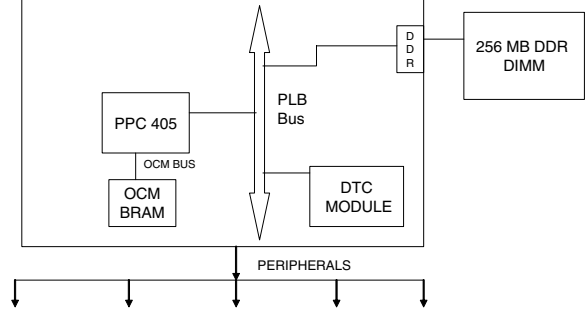 D
D
R
256 MB DDR
DIMM
PLB
Bus
PPC 405
OCM BUS
OCM
BRAM
DTC
MODULE
PERIPHERALS